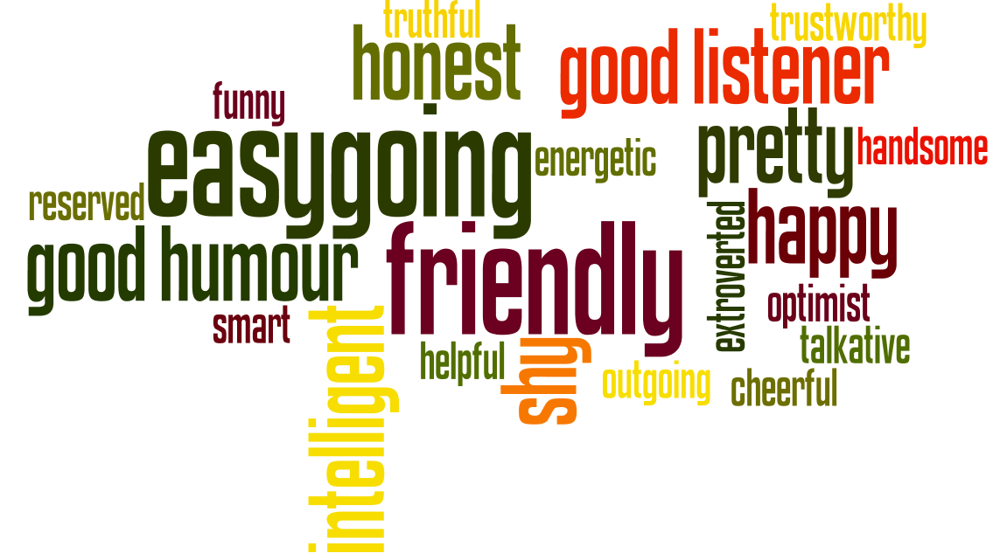 truthful
trustworthy
honest
good listener
funny
easygoing
energetic
pretty
handsome
reserved
happy
extroverted
good humour
friendly
optimist
smart
intelligent
talkative
helpful
shy
outgoing
cheerful